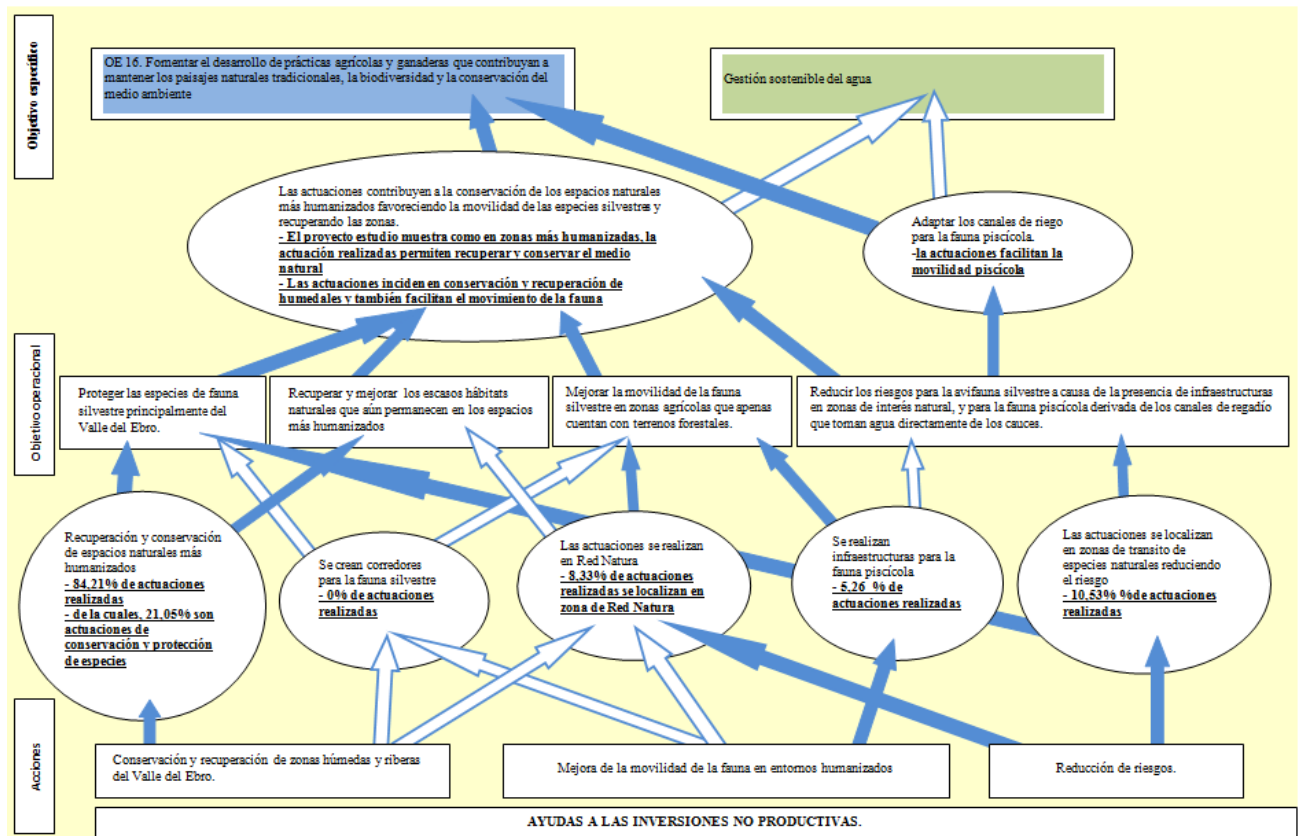 Objetivo específico
OE 16. Fomentar el desarrollo de prácticas agrícolas y ganaderas que contribuyan a
mantener los paisajes naturales tradicionales, la biodiversidad y la conservación del
medio ambiente
Gestión sostenible del agua
Las actuaciones contribuyen a la conservación de los espacios naturales
más humanizados favoreciendo la movilidad de las especies silvestres y
recuperando las zonas.
- El proyecto estudio muestra como en zonas más humanizadas, la
actuación realizadas permiten recuperar y conservar el medio
natural
- Las actuaciones inciden en conservación y recuperación de
humedales y también facilitan el movimiento de la fauna
Adaptar los canales de riego
para la fauna piscícola.
-la actuaciones facilitan la
movilidad piscícola
Objetivo operacional
Proteger las especies de fauna
silvestre principalmente del
Valle del Ebro.
Recuperar y mejorar los escasos hábitats
naturales que aún permanecen en los espacios
más humanizados
Mejorar la movilidad de la fauna
silvestre en zonas agrícolas que apenas
cuentan con terrenos forestales.
Reducir los riesgos para la avifauna silvestre a causa de la presencia de infraestructuras
en zonas de interés natural, y para la fauna piscícola derivada de los canales de regadío
que toman agua directamente de los cauces.
Recuperación y conservación
de espacios naturales más
humanizados
- 84,21% de actuaciones
realizadas
- de la cuales, 21,05% son
actuaciones de
conservación y protección
de especies
Se crean corredores
para la fauna silvestre
- 0% de actuaciones
realizadas
Las actuaciones se realizan
en Red Natura
- 8,33% de actuaciones
realizadas se localizan en
zona de Red Natura
Se realizan
infraestructuras para la
fauna piscícola
- 5,26 % de
actuaciones realizadas
Las actuaciones se localizan
en zonas de transito de
especies naturales reduciendo
el riesgo
- 10,53% %de actuaciones
realizadas
Acciones
Conservación y recuperación de zonas húmedas y riberas
del Valle del Ebro.
Mejora de la movilidad de la fauna en entornos humanizados
Reducción de riesgos.
AYUDAS A LAS INVERSIONES NO PRODUCTIVAS.